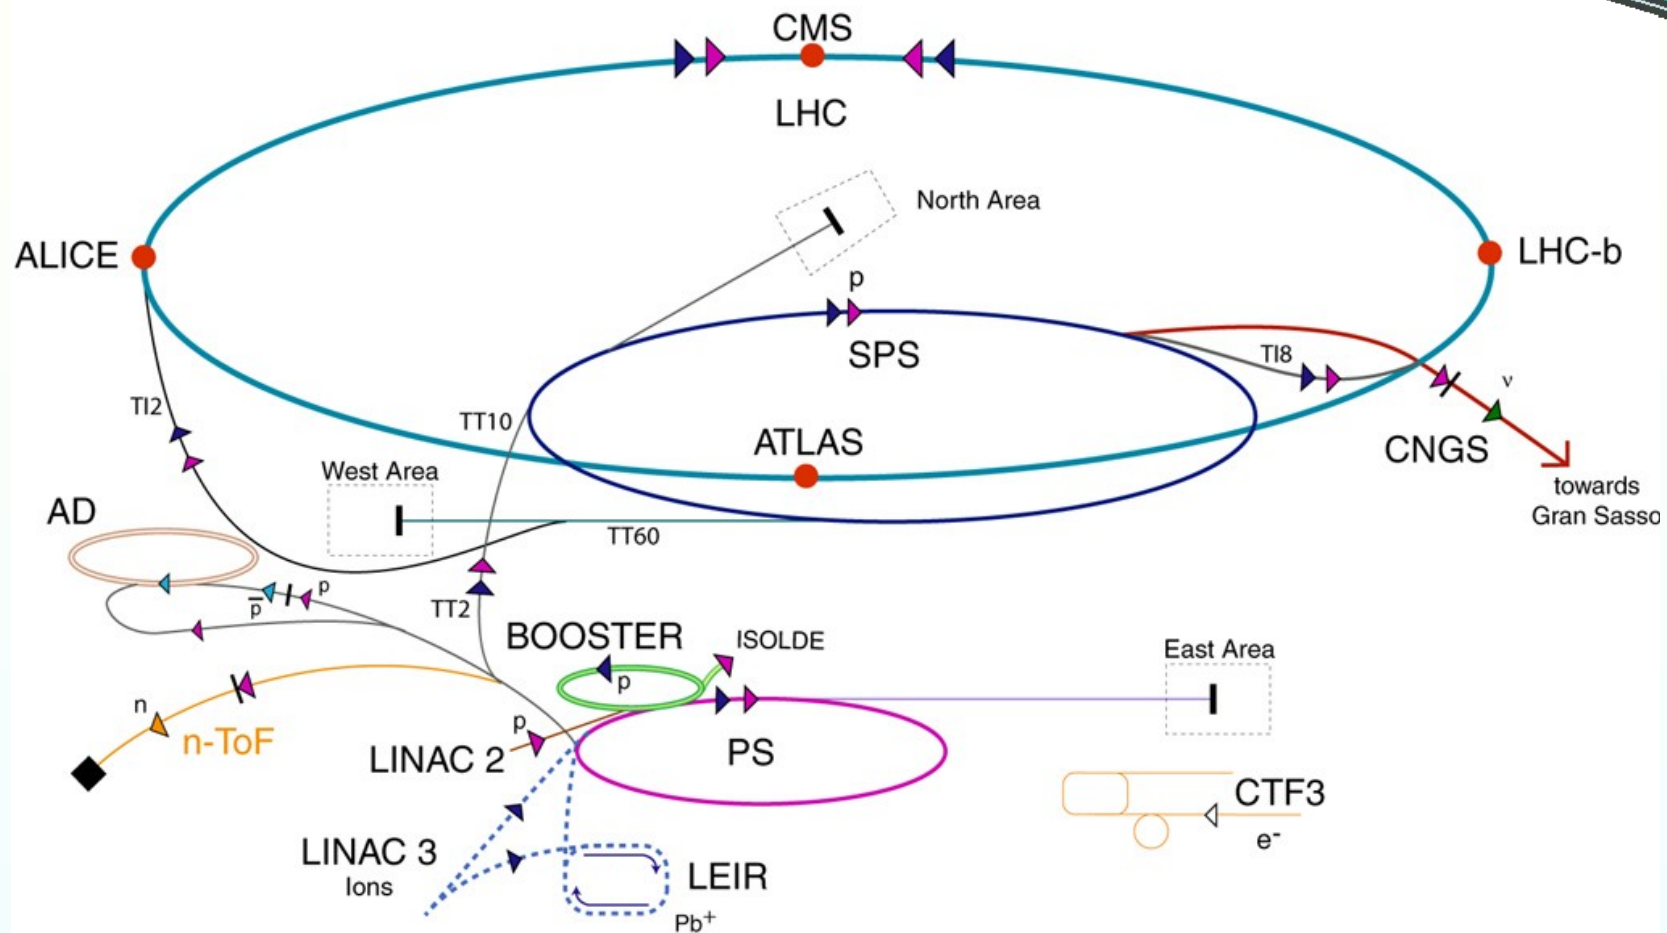 CMS
LHC
North Area
ALICE
LHC-b
p
SPS
TI8
TI2
TT10
ν
ATLAS
CNGS
West Area
towards
Gran Sasso
AD
TT60
p
p̅
TT2
BOOSTER
ISOLDE
East Area
p
n
p
n-ToF
LINAC 2
PS
CTF3
e⁻
LINAC 3
Ions
LEIR
Pb⁺